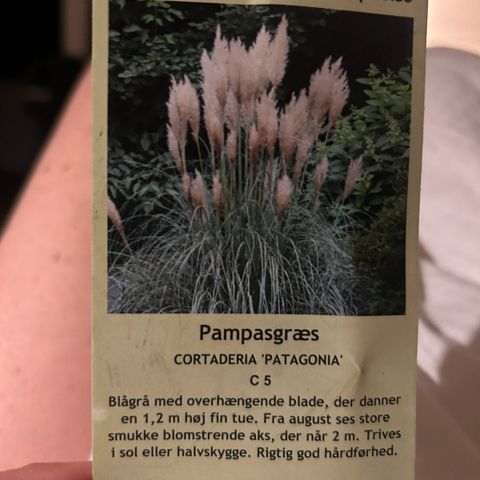 Pampasgræs
CORTADERIA 'PATAGONIA'
C 5
Blågrå med overhængende blade, der danner
en 1,2 m høj fin tue. Fra august ses store
smukke blomstrende aks, der når 2 m. Trives
i sol eller halvskygge. Rigtig god hårdførhed.